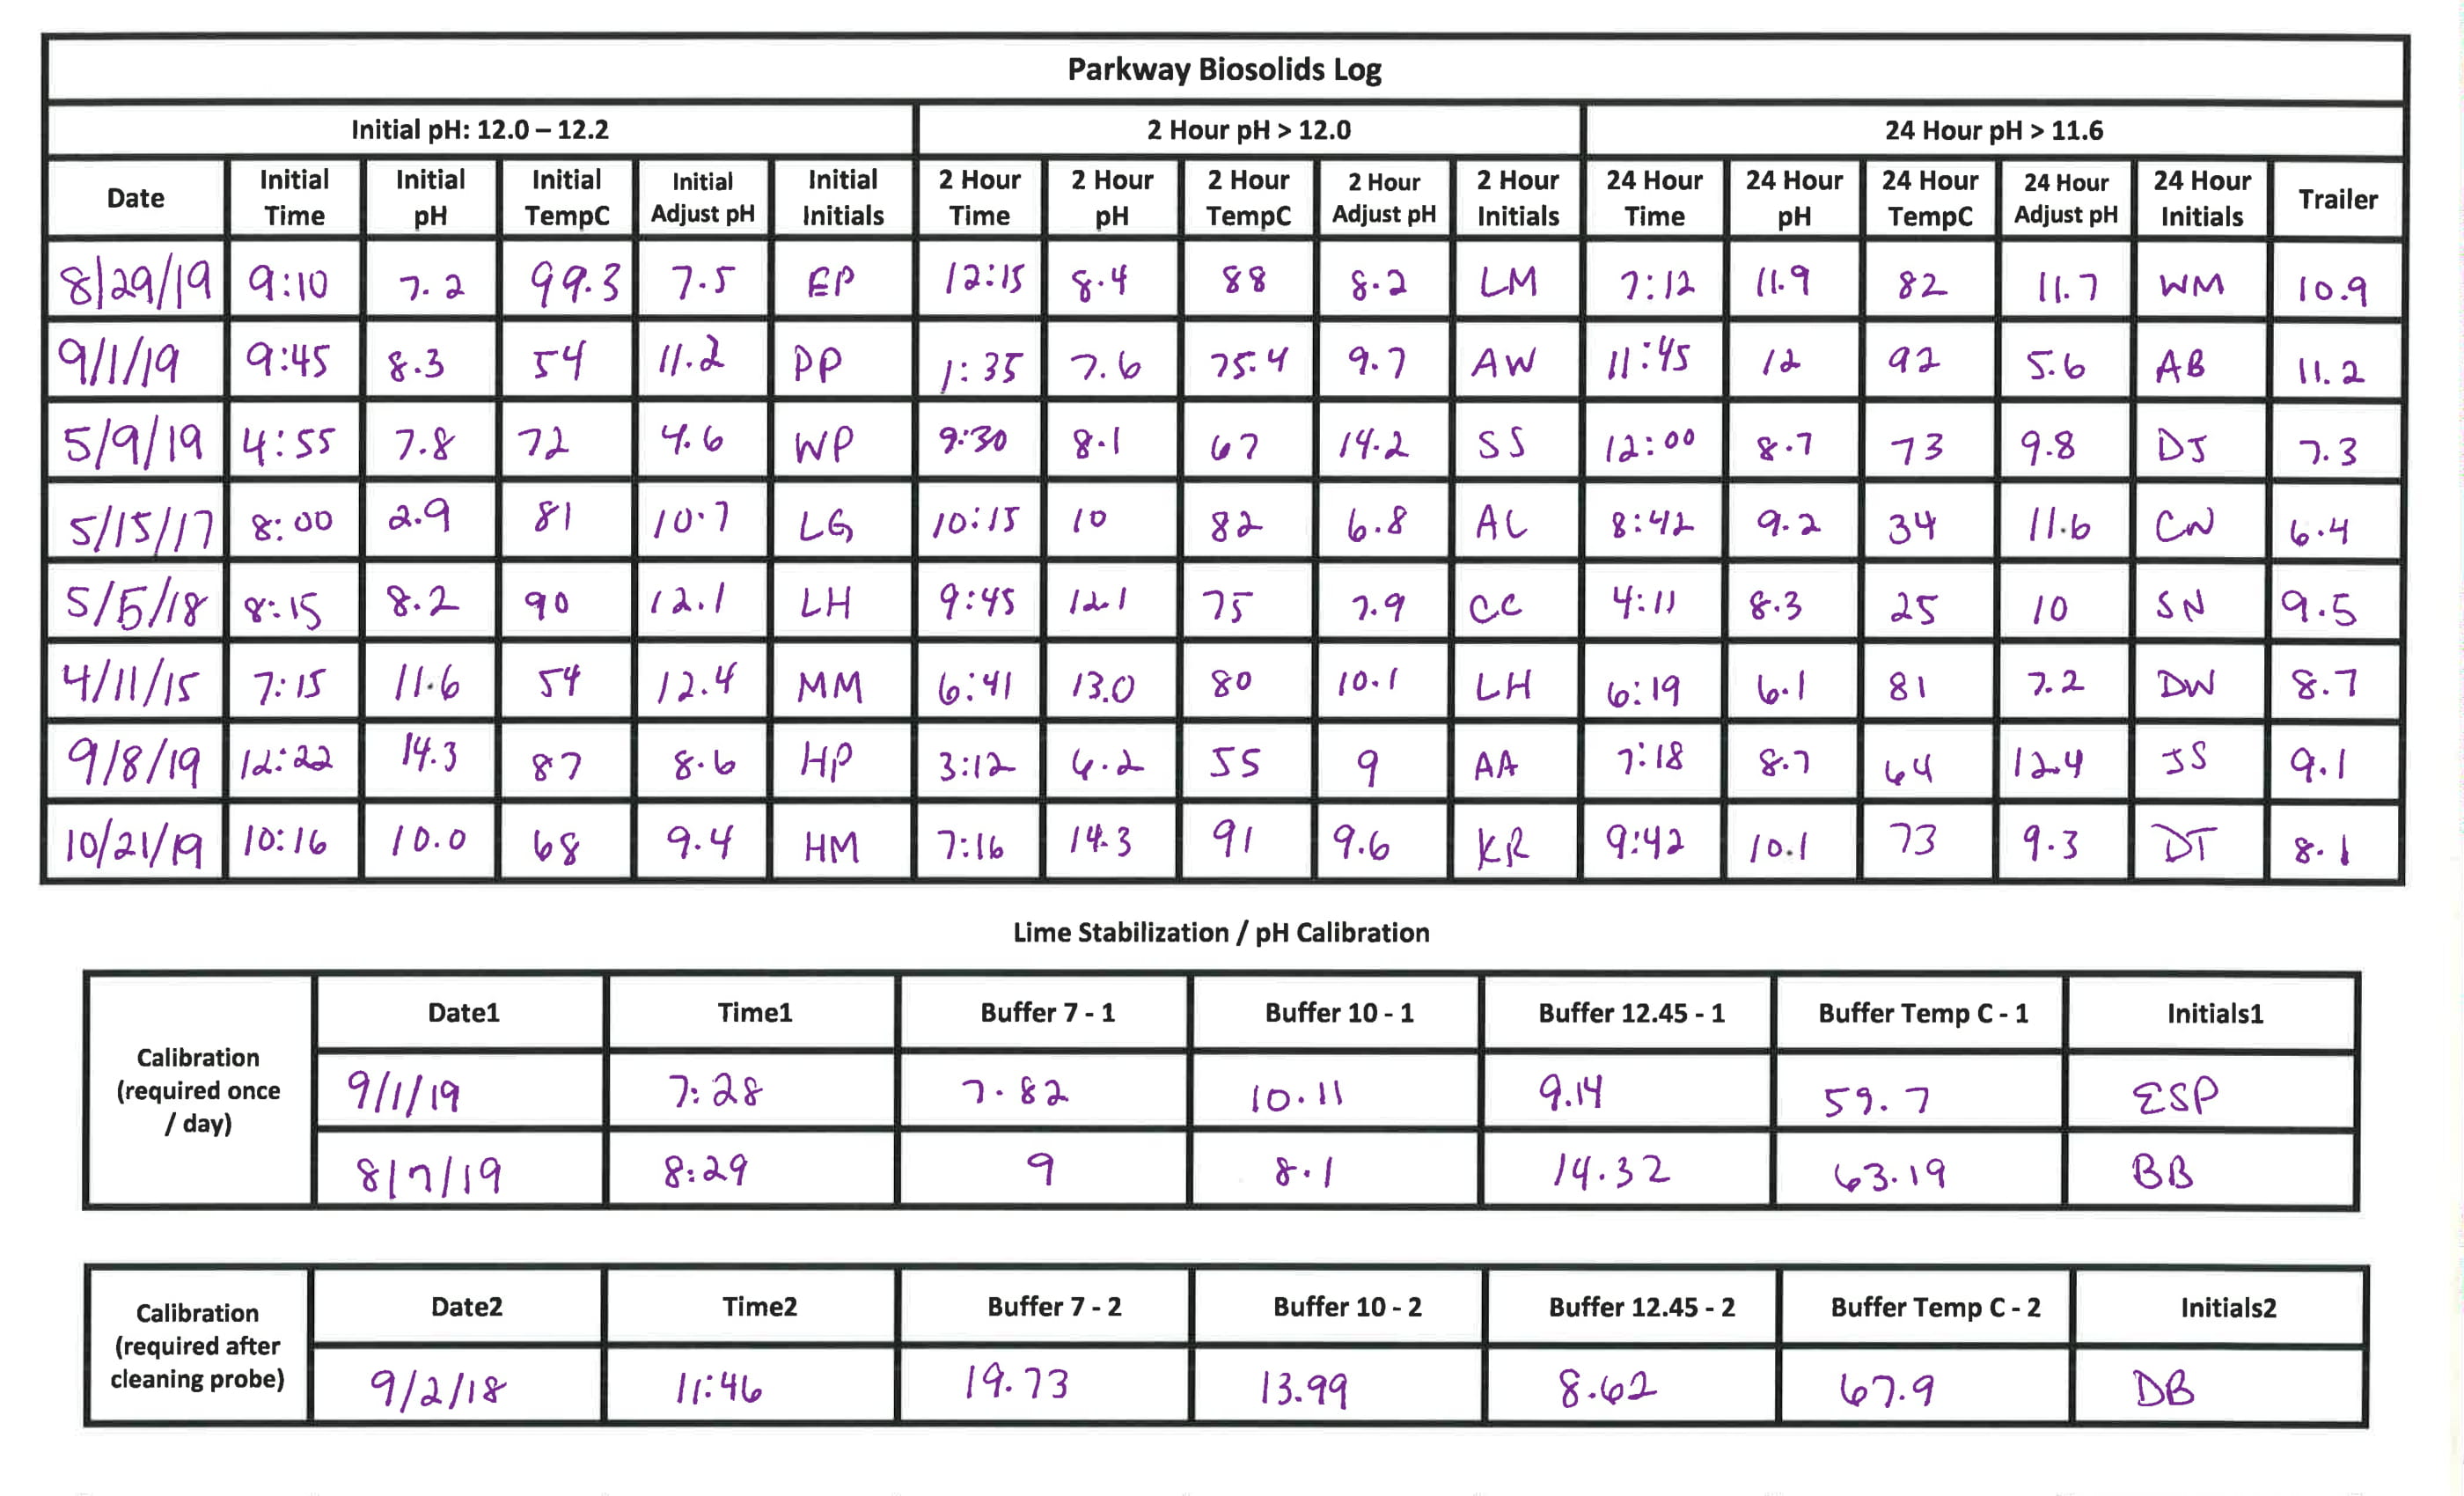 Parkway Biosolids Log
Initial pH: 12.0 – 12.2 2 Hour pH > 12.0 24 Hour pH > 11.6
Date Initial Time Initial pH Initial TempC Initial Adjust pH Initial Initials 2 Hour Time 2 Hour pH 2 Hour TempC 2 Hour Adjust pH 2 Hour Initials 24 Hour Time 24 Hour pH 24 Hour TempC 24 Hour Adjust pH 24 Hour Initials Trailer
8/29/19 9:10 7.2 99.3 7.5 EP 12:15 8.4 88 8.2 LM 7:12 11.9 82 11.7 WM 10.9
9/1/19 9:45 8.3 54 11.2 PP 1:35 7.6 75.4 9.7 AW 11:45 12 92 5.6 AB 11.2
5/9/19 4:55 7.8 72 4.6 WP 9:30 8.1 67 14.2 SS 12:00 8.7 73 9.8 DJ 7.3
5/15/17 8:00 2.9 81 10.7 LG 10:15 10 82 6.8 AL 8:42 9.2 34 11.6 CN 6.4
5/5/18 8:15 8.2 90 12.1 LH 9:45 12.1 75 7.9 CC 4:11 8.3 25 10 SN 9.5
4/11/15 7:15 11.6 54 12.4 MM 6:41 13.0 80 10.1 LH 6:19 6.1 81 7.2 DW 8.7
9/8/19 12:22 14.3 87 8.6 HP 3:12 6.2 55 9 AA 7:18 8.7 64 12.4 JS 9.1
10/21/19 10:16 10.0 68 9.4 HM 7:16 14.3 91 9.6 KR 9:42 10.1 73 9.3 DT 8.1
Lime Stabilization / pH Calibration
Calibration (required once / day) Date1 Time1 Buffer 7 - 1 Buffer 10 - 1 Buffer 12.45 - 1 Buffer Temp C - 1 Initials1
9/1/19 7:28 7.82 10.11 9.14 59.7 ESP
8/7/19 8:29 9 8.1 14.32 63.19 BB
Calibration (required after cleaning probe) Date2 Time2 Buffer 7 - 2 Buffer 10 - 2 Buffer 12.45 - 2 Buffer Temp C - 2 Initials2
9/2/18 11:46 19.73 13.99 8.62 67.9 DB